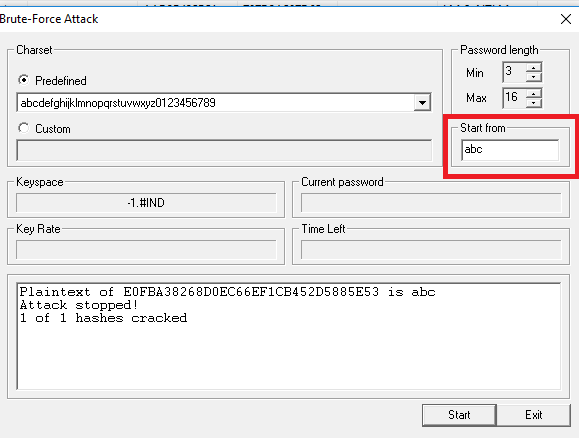 Brute-Force Attack
Charset
Predefined
abcdefghijklmnopqrstuvwxyz0123456789
Custom
Password length
Min 3
Max 16
Start from
abc
Keyspace
-1.#IND
Current password
Key Rate
Time Left
Plaintext of E0FBA38268D0EC66EF1CB452D5885E53 is abc
Attack stopped!
1 of 1 hashes cracked
Start
Exit